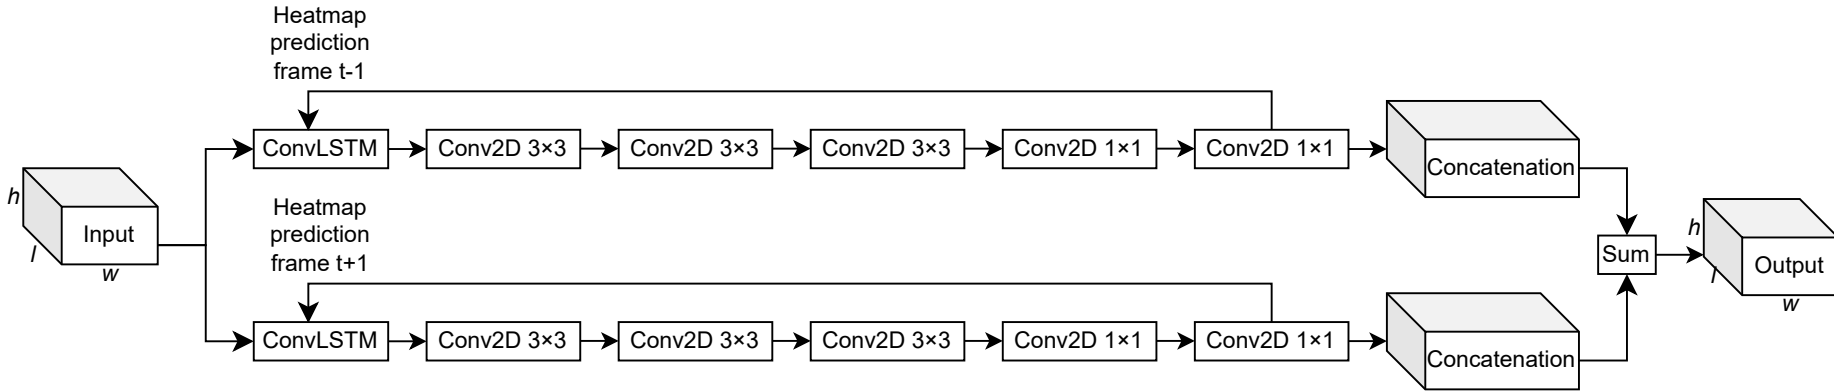 Heatmap
prediction
frame t-1
ConvLSTM
Conv2D 3×3
Conv2D 3×3
Conv2D 3×3
Conv2D 1×1
Conv2D 1×1
Concatenation
h
Input
l
w
Heatmap
prediction
frame t+1
ConvLSTM
Conv2D 3×3
Conv2D 3×3
Conv2D 3×3
Conv2D 1×1
Conv2D 1×1
Concatenation
Sum
h
Output
l
w